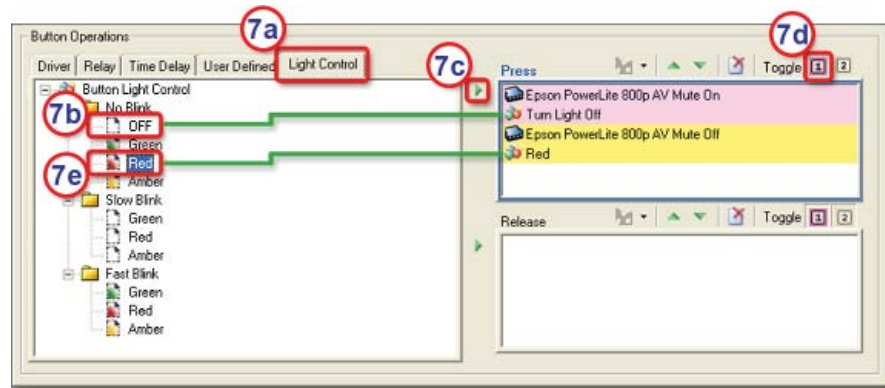 Button Operations
7a
7d
Driver Relay Time Delay User Defined Light Control
7c
Press
Toggle 1 2
Button Light Control
No Blink
7b
OFF
Green
7e
Red
Amber
Slow Blink
Green
Red
Amber
Fast Blink
Green
Red
Amber
Epson PowerLite 800p AV Mute On
Turn Light Off
Epson PowerLite 800p AV Mute Off
Red
Release
Toggle 1 2